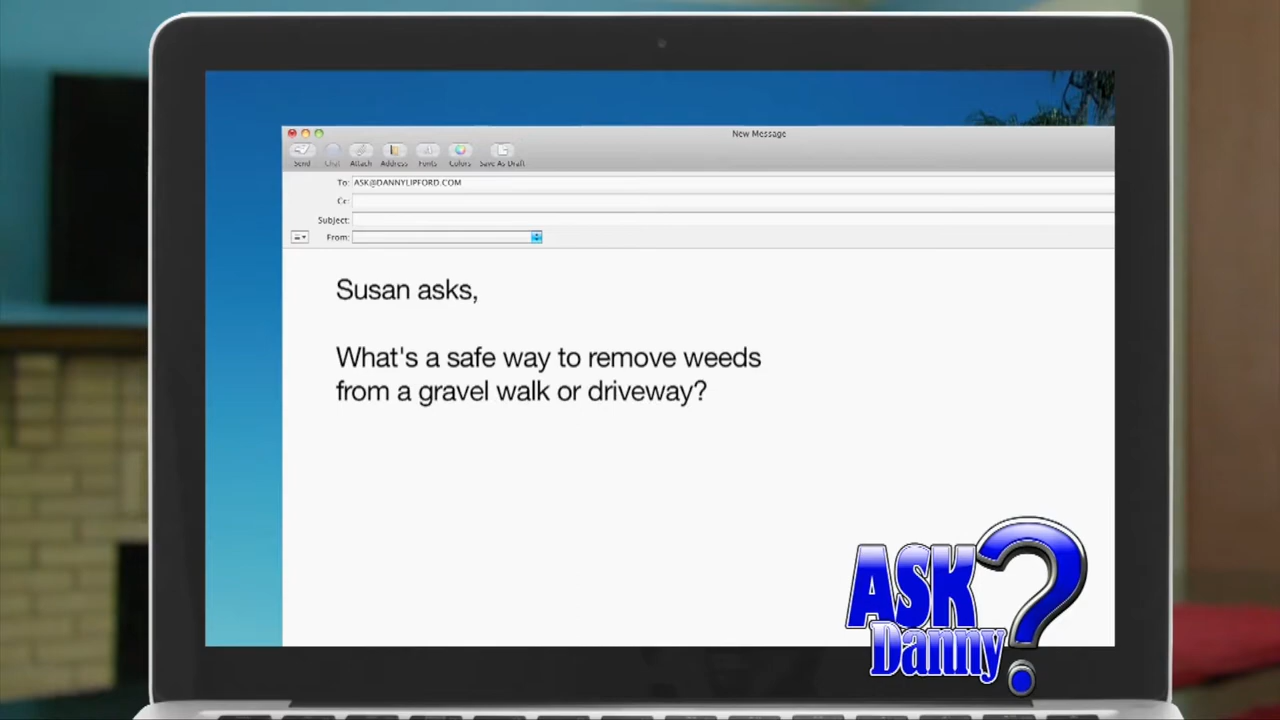 New Message
Send Chat Attach Address Fonts Colors Save As Draft
To: ASK@DANNYLIPFORD.COM
Cc:
Subject:
From:
Susan asks,
What's a safe way to remove weeds
from a gravel walk or driveway?
ASK
Danny
?